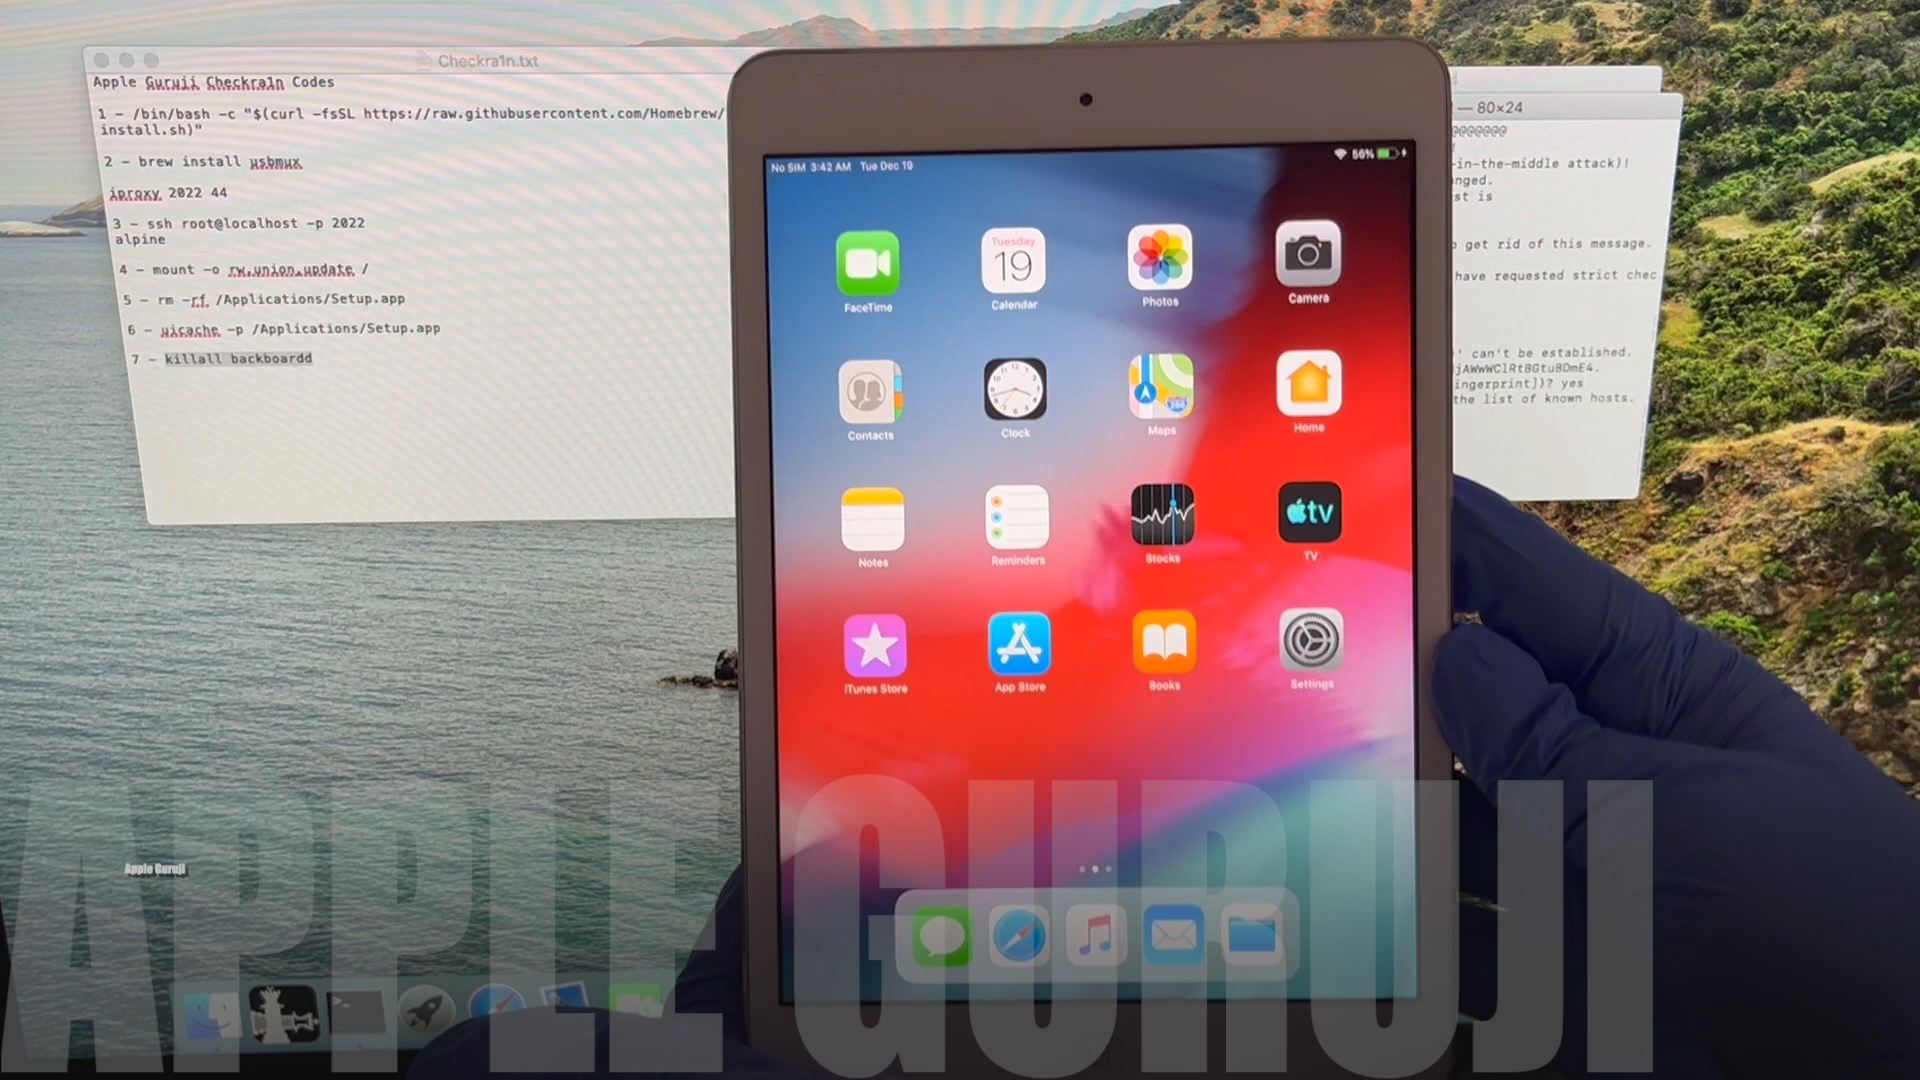 Checkra1n.txt
Apple Guruji Checkra1n Codes
1 - /bin/bash -c "$(curl -fsSL https://raw.githubusercontent.com/Homebrew/
install.sh)"
2 - brew install usbmux
iproxy 2022 44
3 - ssh root@localhost -p 2022
alpine
4 - mount -o rw,union,update /
5 - rm -rf /Applications/Setup.app
6 - uicache -p /Applications/Setup.app
7 - killall backboardd
— 80×24
@@@@@@@
-in-the-middle attack)!
nged.
st is
get rid of this message.
have requested strict chec
' can't be established.
jAWwWClRtBGtuBDmE4.
ingerprint])? yes
the list of known hosts.
No SIM 3:42 AM Tue Dec 19
56%
FaceTime
Tuesday
19
Calendar
Photos
Camera
Contacts
Clock
Maps
Home
Notes
Reminders
Stocks
tv
TV
iTunes Store
App Store
Books
Settings
APPLE GURUJI
Apple Guruji